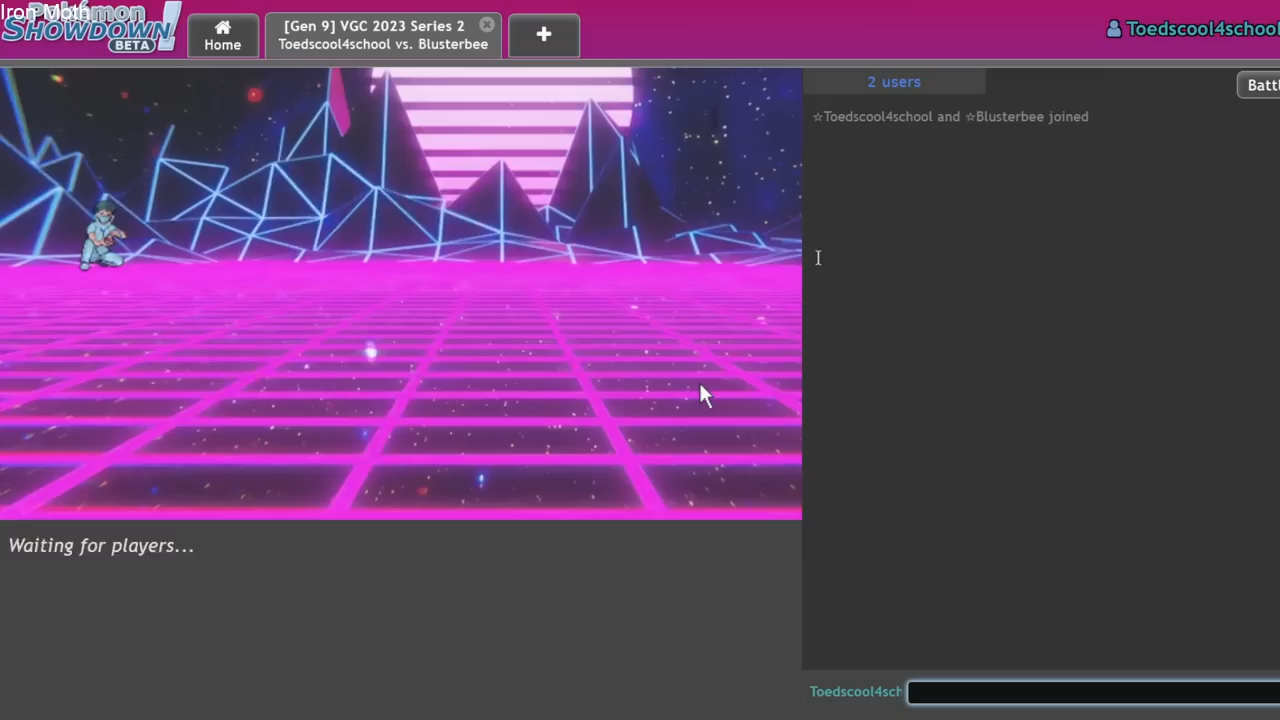 Iron Moth
Pokémon
SHOWDOWN!
BETA
Home
[Gen 9] VGC 2023 Series 2
Toedscool4school vs. Blusterbee
+
Toedscool4school
2 users
Battl
☆Toedscool4school and ☆Blusterbee joined
Waiting for players...
Toedscool4sch